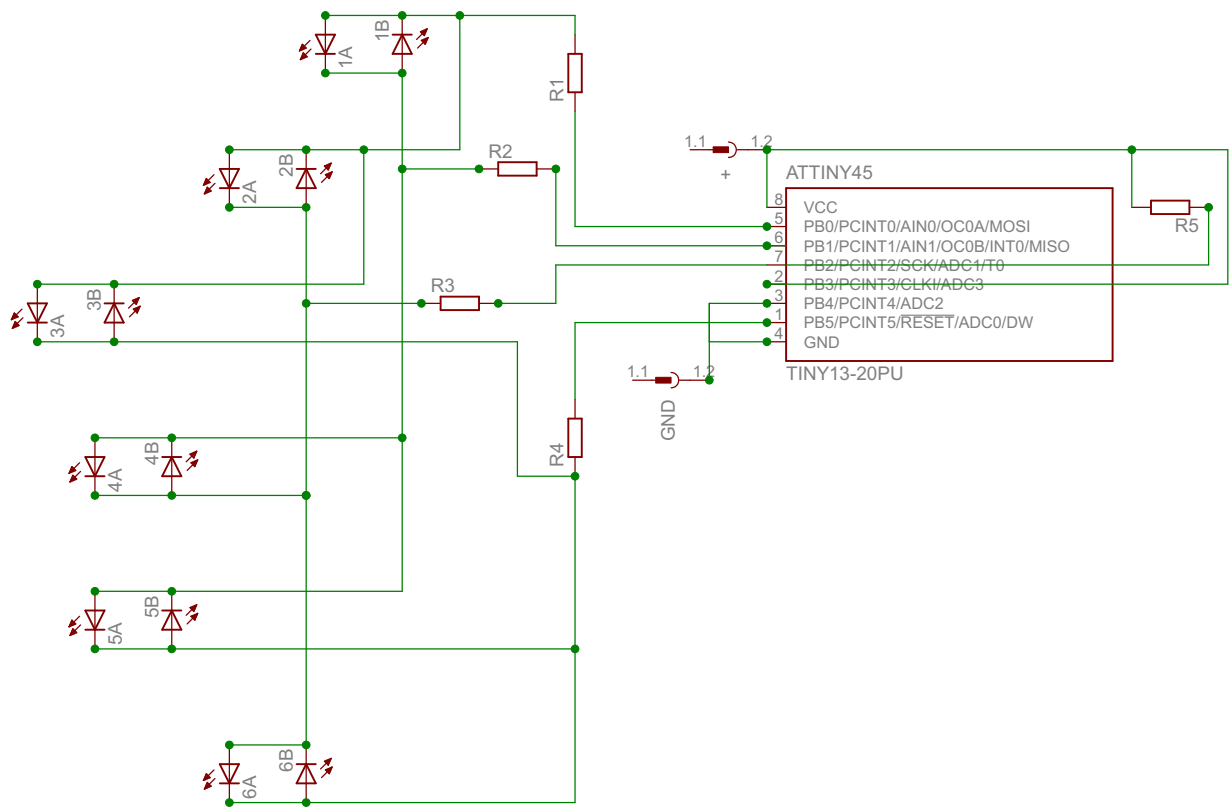 1A
1B
R1
2A
2B
R2
1.1
1.2
+
ATTINY45
8 VCC
5 PB0/PCINT0/AIN0/OC0A/MOSI
6 PB1/PCINT1/AIN1/OC0B/INT0/MISO
7 PB2/PCINT2/SCK/ADC1/T0
2 PB3/PCINT3/CLKI/ADC3
3 PB4/PCINT4/ADC2
1 PB5/PCINT5/RESET/ADC0/DW
4 GND
TINY13-20PU
R5
3A
3B
R3
1.1
1.2
GND
4A
4B
R4
5A
5B
6A
6B